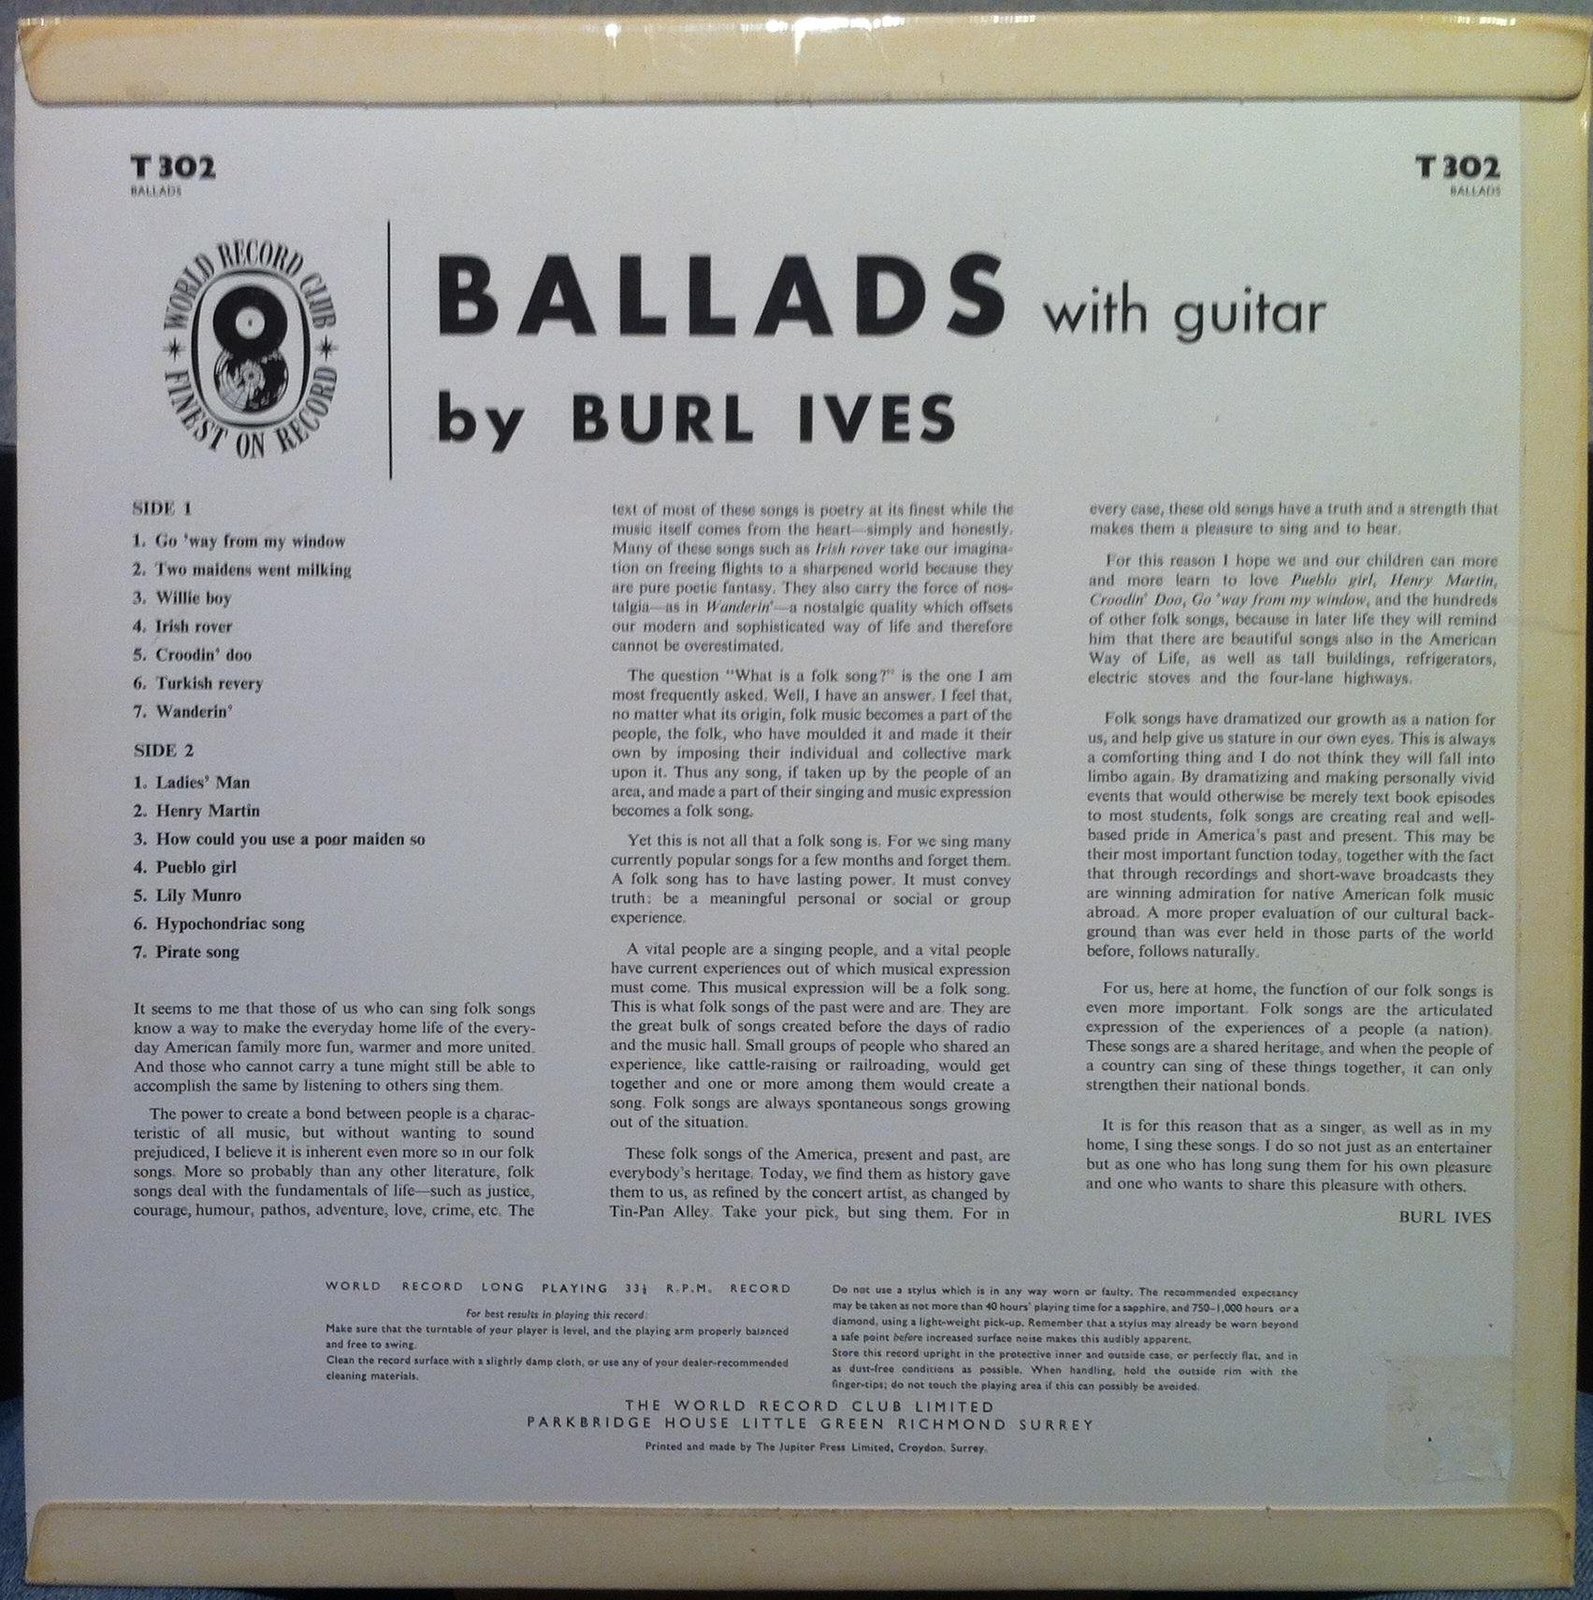 T 302
BALLADS
T 302
BALLADS
WORLD RECORD CLUB
FINEST ON RECORD
BALLADS with guitar
by BURL IVES
SIDE 1
1. Go 'way from my window
2. Two maidens went milking
3. Willie boy
4. Irish rover
5. Croodin' doo
6. Turkish revery
7. Wanderin'
SIDE 2
1. Ladies' Man
2. Henry Martin
3. How could you use a poor maiden so
4. Pueblo girl
5. Lily Munro
6. Hypochondriac song
7. Pirate song
It seems to me that those of us who can sing folk songs
know a way to make the everyday home life of the every-
day American family more fun, warmer and more united.
And those who cannot carry a tune might still be able to
accomplish the same by listening to others sing them.
The power to create a bond between people is a charac-
teristic of all music, but without wanting to sound
prejudiced, I believe it is inherent even more so in our folk
songs. More so probably than any other literature, folk
songs deal with the fundamentals of life—such as justice,
courage, humour, pathos, adventure, love, crime, etc. The
text of most of these songs is poetry at its finest while the
music itself comes from the heart—simply and honestly.
Many of these songs such as Irish rover take our imagina-
tion on freeing flights to a sharpened world because they
are pure poetic fantasy. They also carry the force of nos-
talgia—as in Wanderin'—a nostalgic quality which offsets
our modern and sophisticated way of life and therefore
cannot be overestimated.
The question "What is a folk song?" is the one I am
most frequently asked. Well, I have an answer. I feel that,
no matter what its origin, folk music becomes a part of the
people, the folk, who have moulded it and made it their
own by imposing their individual and collective mark
upon it. Thus any song, if taken up by the people of an
area, and made a part of their singing and music expression
becomes a folk song.
Yet this is not all that a folk song is. For we sing many
currently popular songs for a few months and forget them.
A folk song has to have lasting power. It must convey
truth: be a meaningful personal or social or group
experience.
A vital people are a singing people, and a vital people
have current experiences out of which musical expression
must come. This musical expression will be a folk song.
This is what folk songs of the past were and are. They are
the great bulk of songs created before the days of radio
and the music hall. Small groups of people who shared an
experience, like cattle-raising or railroading, would get
together and one or more among them would create a
song. Folk songs are always spontaneous songs growing
out of the situation.
These folk songs of the America, present and past, are
everybody's heritage. Today, we find them as history gave
them to us, as refined by the concert artist, as changed by
Tin-Pan Alley. Take your pick, but sing them. For in
every case, these old songs have a truth and a strength that
makes them a pleasure to sing and to hear.
For this reason I hope we and our children can more
and more learn to love Pueblo girl, Henry Martin,
Croodin' Doo, Go 'way from my window, and the hundreds
of other folk songs, because in later life they will remind
him that there are beautiful songs also in the American
Way of Life, as well as tall buildings, refrigerators,
electric stoves and the four-lane highways.
Folk songs have dramatized our growth as a nation for
us, and help give us stature in our own eyes. This is always
a comforting thing and I do not think they will fall into
limbo again. By dramatizing and making personally vivid
events that would otherwise be merely text book episodes
to most students, folk songs are creating real and well-
based pride in America's past and present. This may be
their most important function today, together with the fact
that through recordings and short-wave broadcasts they
are winning admiration for native American folk music
abroad. A more proper evaluation of our cultural back-
ground than was ever held in those parts of the world
before, follows naturally.
For us, here at home, the function of our folk songs is
even more important. Folk songs are the articulated
expression of the experiences of a people (a nation).
These songs are a shared heritage, and when the people of
a country can sing of these things together, it can only
strengthen their national bonds.
It is for this reason that as a singer, as well as in my
home, I sing these songs. I do so not just as an entertainer
but as one who has long sung them for his own pleasure
and one who wants to share this pleasure with others.
BURL IVES
WORLD RECORD LONG PLAYING 33⅓ R.P.M. RECORD
For best results in playing this record:
Make sure that the turntable of your player is level, and the playing arm properly balanced
and free to swing.
Clean the record surface with a slightly damp cloth, or use any of your dealer-recommended
cleaning materials.
Do not use a stylus which is in any way worn or faulty. The recommended expectancy
may be taken as not more than 40 hours' playing time for a sapphire, and 750–1,000 hours or a
diamond, using a light-weight pick-up. Remember that a stylus may already be worn beyond
a safe point before increased surface noise makes this audibly apparent.
Store this record upright in the protective inner and outside case, or perfectly flat, and in
as dust-free conditions as possible. When handling, hold the outside rim with the
finger-tips; do not touch the playing area if this can possibly be avoided.
THE WORLD RECORD CLUB LIMITED
PARKBRIDGE HOUSE LITTLE GREEN RICHMOND SURREY
Printed and made by The Jupiter Press Limited, Croydon, Surrey.